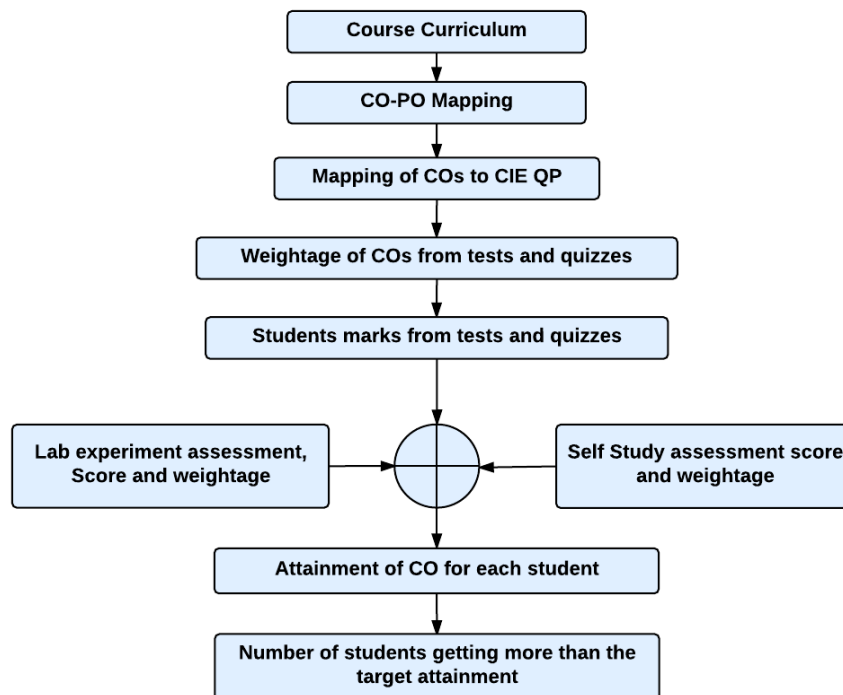 Course Curriculum
CO-PO Mapping
Mapping of COs to CIE QP
Weightage of COs from tests and quizzes
Students marks from tests and quizzes
Lab experiment assessment,
Score and weightage
Self Study assessment score
and weightage
Attainment of CO for each student
Number of students getting more than the
target attainment